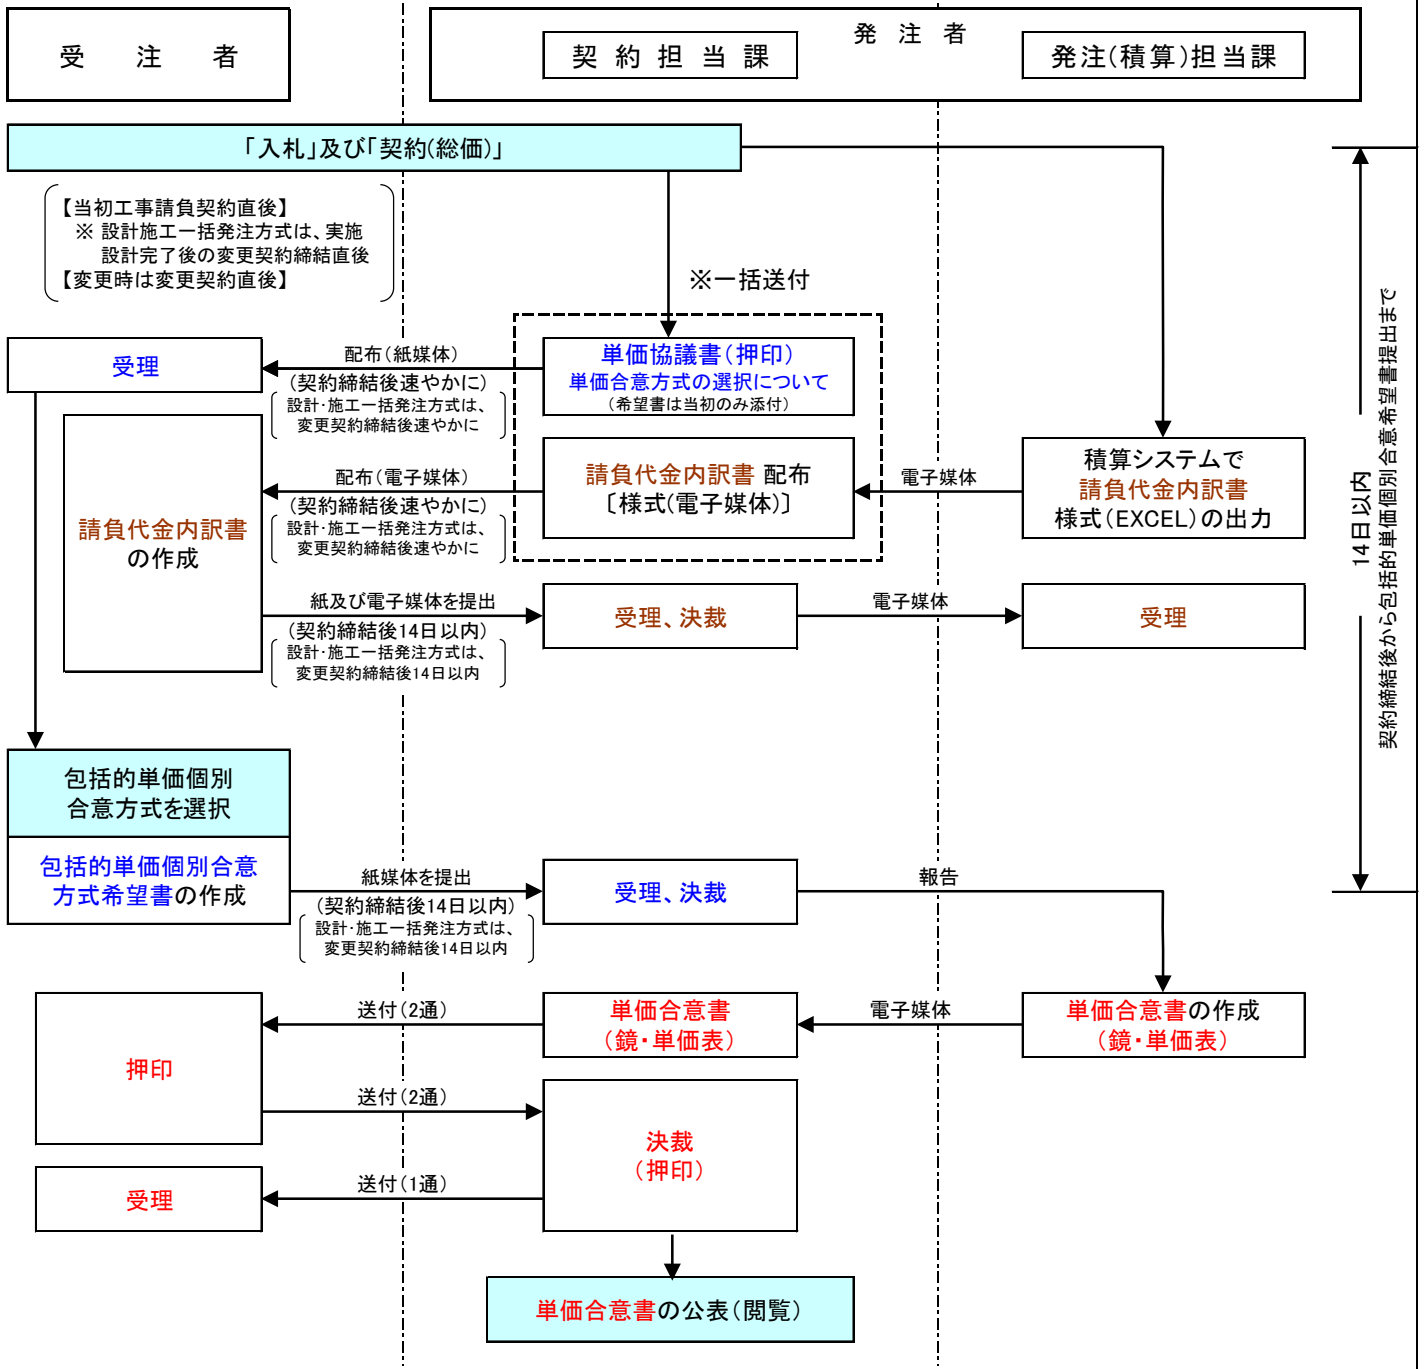 受　注　者
発　注　者
契　約　担　当　課
発注(積算)担当課
「入札」及び「契約(総価)」
【当初工事請負契約直後】
※ 設計施工一括発注方式は、実施
設計完了後の変更契約締結直後
【変更時は変更契約直後】
※一括送付
受理
配布(紙媒体)
(契約締結後速やかに)
設計・施工一括発注方式は、
変更契約締結後速やかに
単価協議書(押印)
単価合意方式の選択について
(希望書は当初のみ添付)
請負代金内訳書
の作成
配布(電子媒体)
(契約締結後速やかに)
設計・施工一括発注方式は、
変更契約締結後速やかに
請負代金内訳書 配布
〔様式(電子媒体)〕
電子媒体
積算システムで
請負代金内訳書
様式(EXCEL)の出力
紙及び電子媒体を提出
(契約締結後14日以内)
設計・施工一括発注方式は、
変更契約締結後14日以内
受理、決裁
電子媒体
受理
14日以内
契約締結後から包括的単価個別合意希望書提出まで
包括的単価個別
合意方式を選択
包括的単価個別合意
方式希望書の作成
紙媒体を提出
(契約締結後14日以内)
設計・施工一括発注方式は、
変更契約締結後14日以内
受理、決裁
報告
押印
送付(2通)
単価合意書
(鏡・単価表)
電子媒体
単価合意書の作成
(鏡・単価表)
送付(2通)
決裁
(押印)
受理
送付(1通)
単価合意書の公表(閲覧)